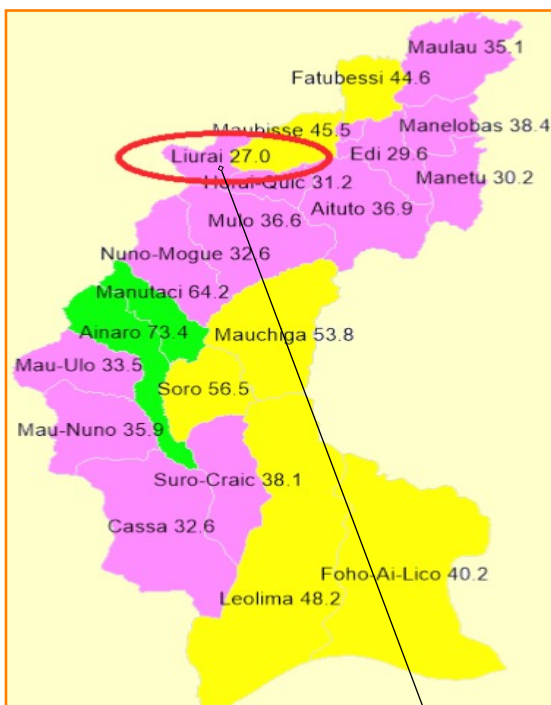 Maulau 35.1
Fatubessi 44.6
Maubisse 45.5
Manelobas 38.4
Liurai 27.0
Edi 29.6
Horai-Quic 31.2
Manetu 30.2
Mulo 36.6
Aituto 36.9
Nuno-Mogue 32.6
Manutaci 64.2
Ainaro 73.4
Mauchiga 53.8
Mau-Ulo 33.5
Soro 56.5
Mau-Nuno 35.9
Suro-Craic 38.1
Cassa 32.6
Foho-Ai-Lico 40.2
Leolima 48.2